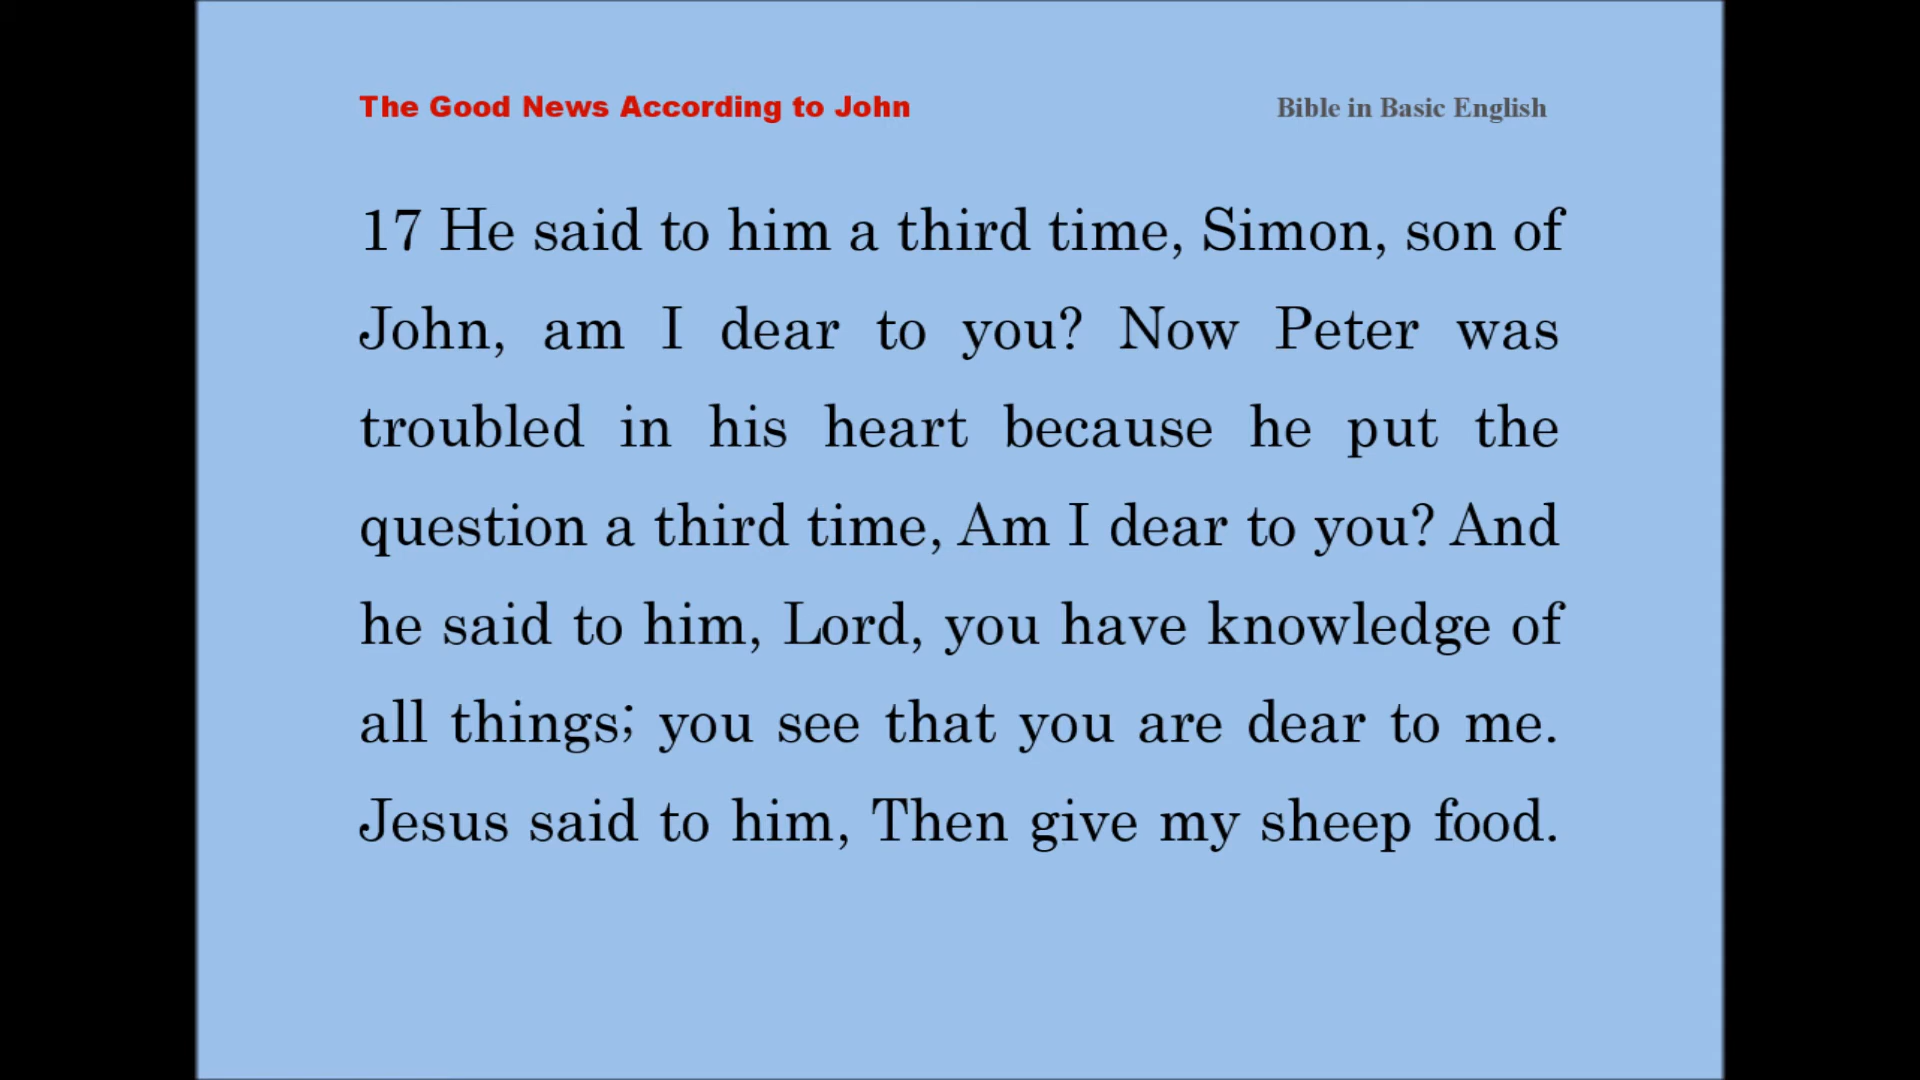 The Good News According to John
Bible in Basic English
17 He said to him a third time, Simon, son of
John, am I dear to you? Now Peter was
troubled in his heart because he put the
question a third time, Am I dear to you? And
he said to him, Lord, you have knowledge of
all things; you see that you are dear to me.
Jesus said to him, Then give my sheep food.